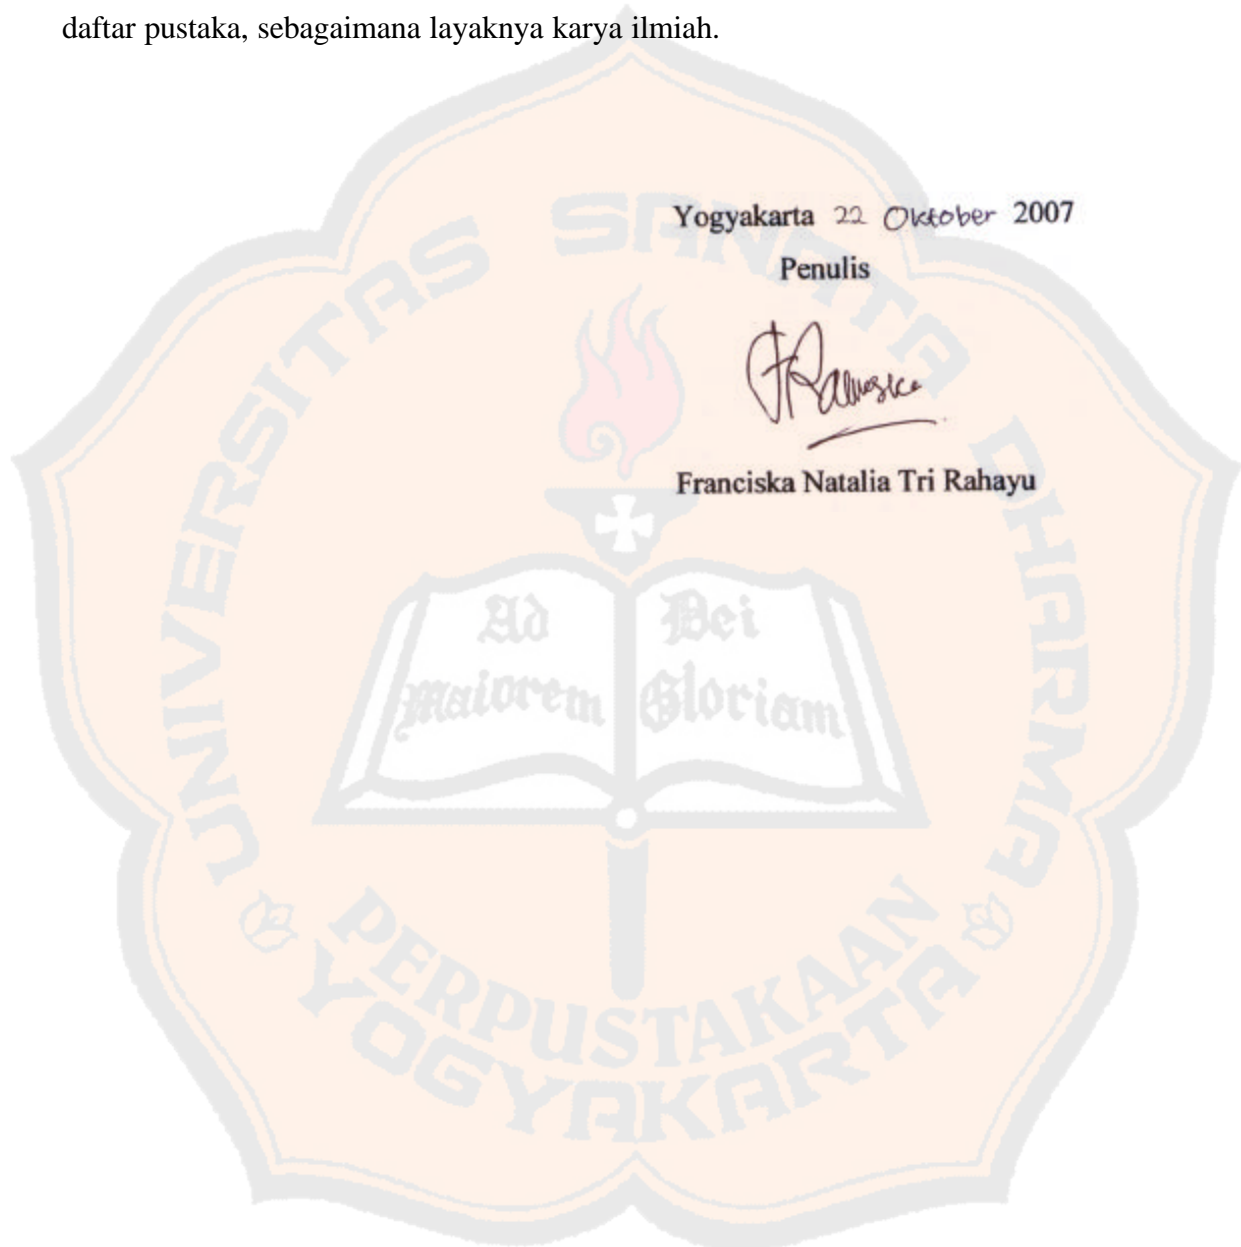 daftar pustaka, sebagaimana layaknya karya ilmiah.
Yogyakarta 22 Oktober 2007
Penulis
Franciska Natalia Tri Rahayu
UNIVERSITAS SANATA DHARMA
Ad Dei
Maiorem Gloriam
PERPUSTAKAAN
YOGYAKARTA